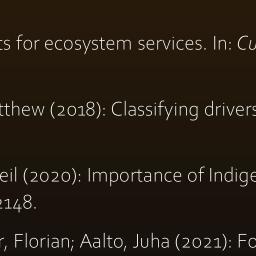 ts for ecosystem services. In: Cu
tthew (2018): Classifying drivers
eil (2020): Importance of Indige
2148.
r, Florian; Aalto, Juha (2021): Fo